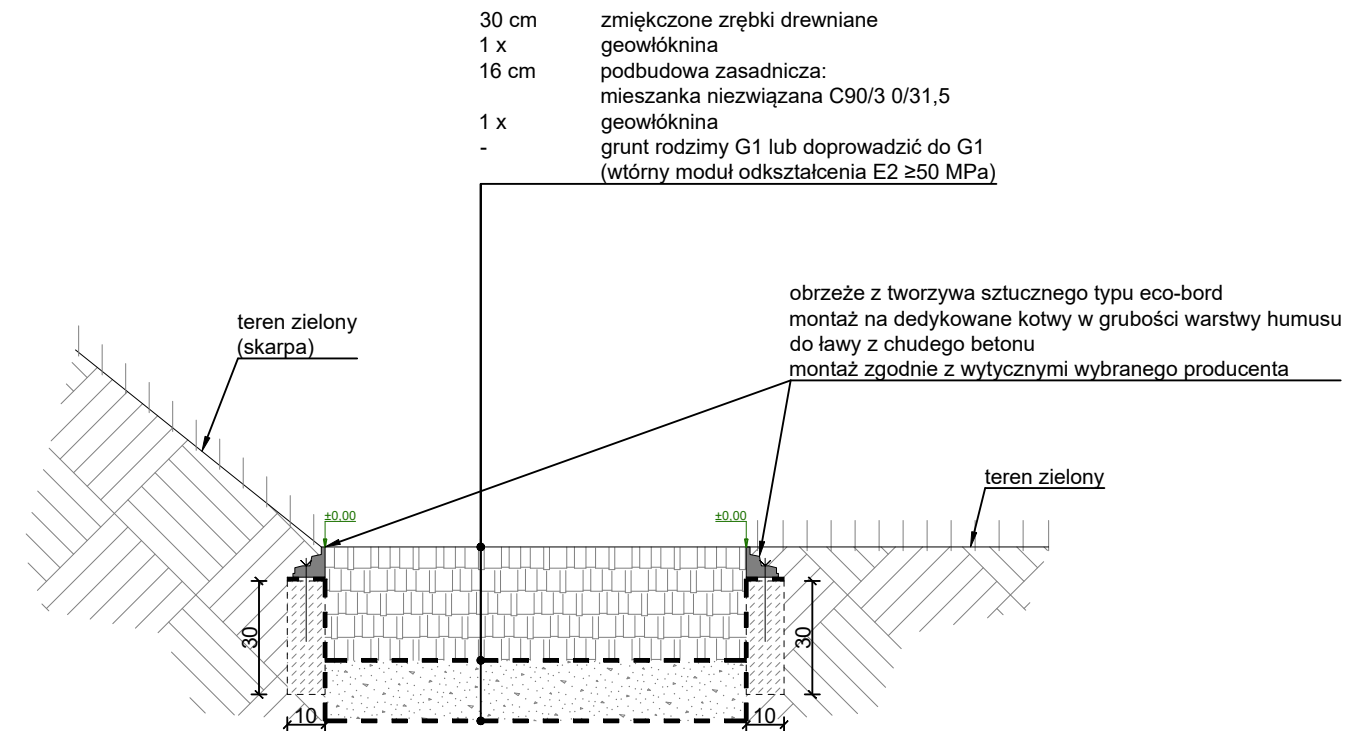 30 cm zmiękczone zrębki drewniane
1 x geowłóknina
16 cm podbudowa zasadnicza:
mieszanka niezwiązana C90/3 0/31,5
1 x geowłóknina
- grunt rodzimy G1 lub doprowadzić do G1
(wtórny moduł odkształcenia E2 ≥50 MPa)
obrzeże z tworzywa sztucznego typu eco-bord
montaż na dedykowane kotwy w grubości warstwy humusu
do ławy z chudego betonu
montaż zgodnie z wytycznymi wybranego producenta
teren zielony
(skarpa)
teren zielony
±0,00
±0,00
30
30
10
10